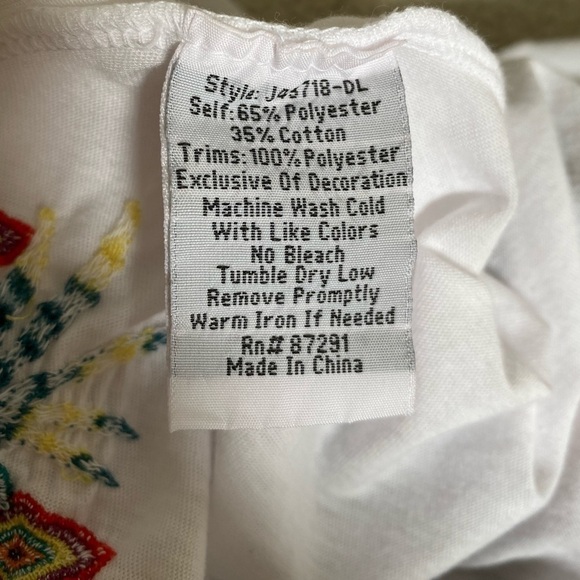 Style: J45718-DL
Self: 65% Polyester
35% Cotton
Trims: 100% Polyester
Exclusive Of Decoration
Machine Wash Cold
With Like Colors
No Bleach
Tumble Dry Low
Remove Promptly
Warm Iron If Needed
Rn# 87291
Made In China